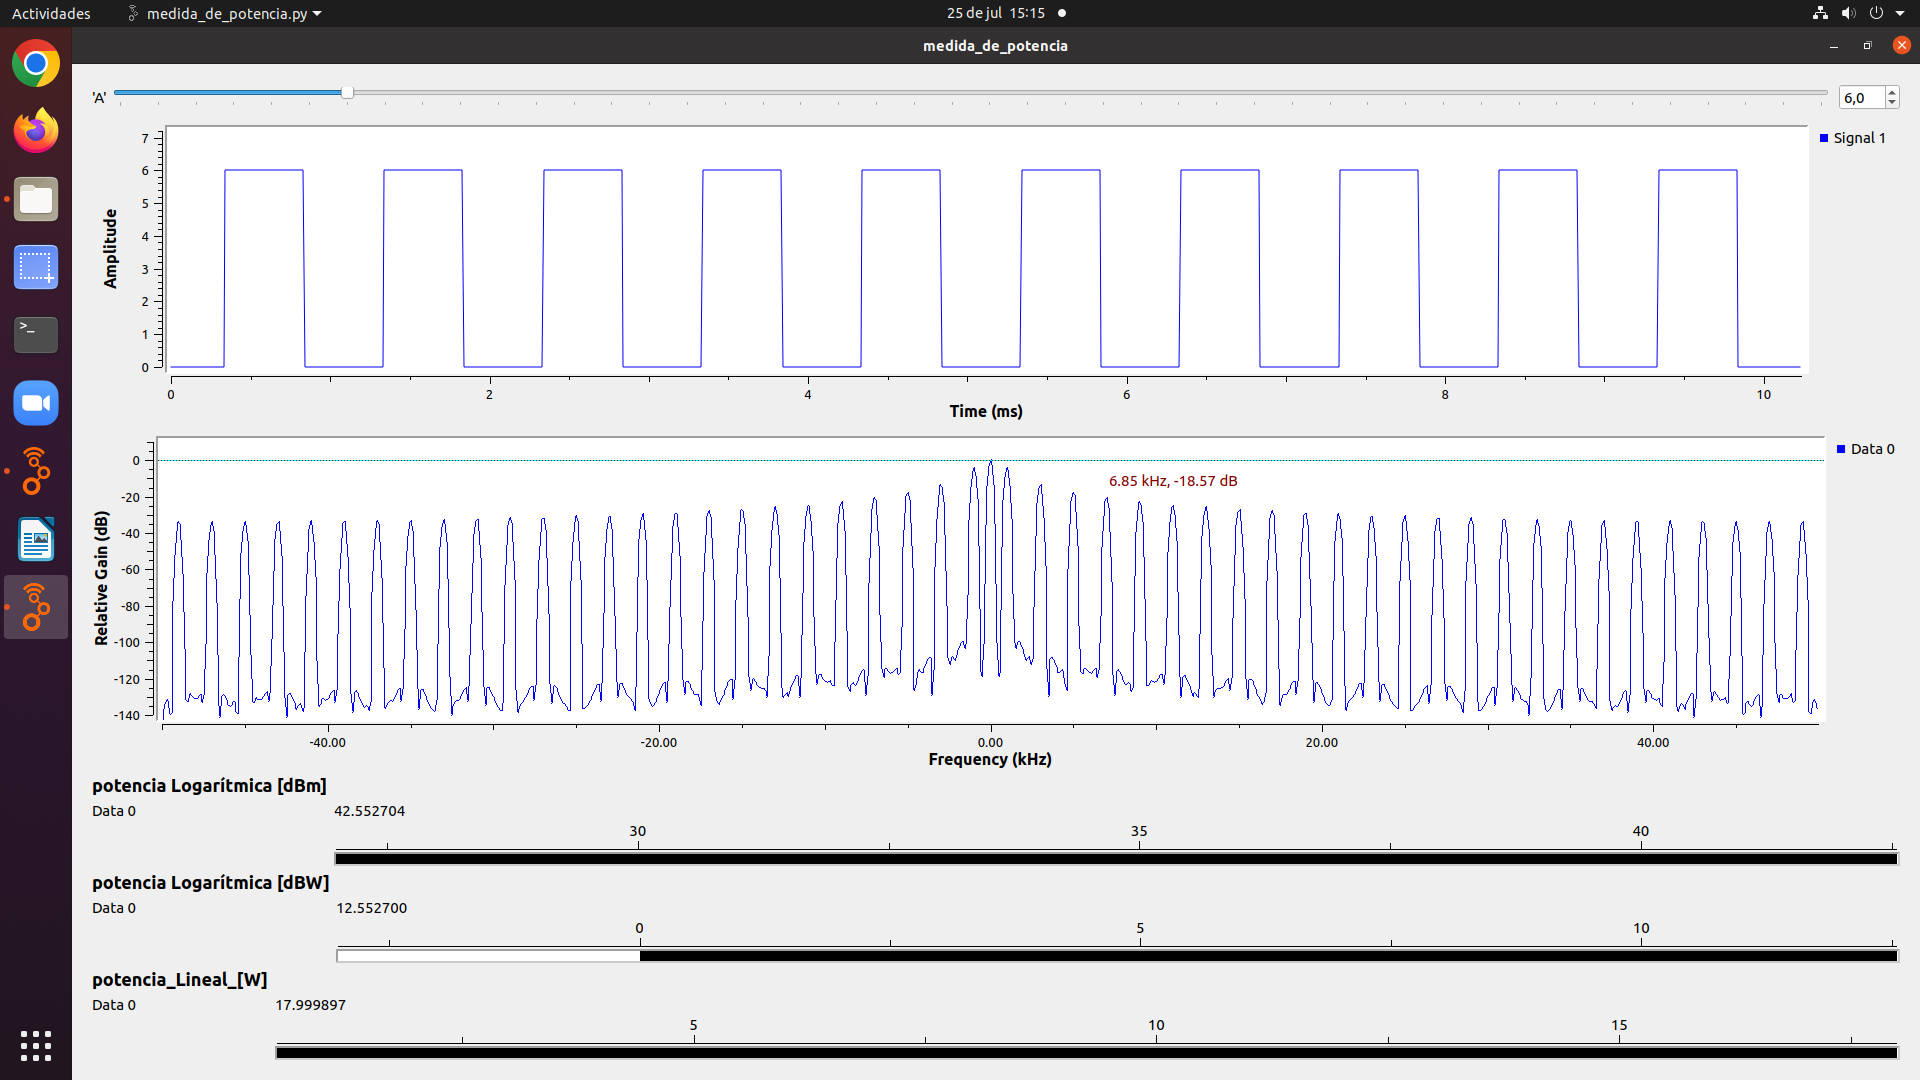 Actividades
medida_de_potencia.py
25 de jul 15:15
medida_de_potencia
'A'
6,0
7
6
5
4
3
2
1
0
Amplitude
Signal 1
0 2 4 6 8 10
Time (ms)
0
-20
-40
-60
-80
-100
-120
-140
Relative Gain (dB)
6.85 kHz, -18.57 dB
Data 0
-40.00 -20.00 0.00 20.00 40.00
Frequency (kHz)
potencia Logarítmica [dBm]
Data 0 42.552704
30 35 40
potencia Logarítmica [dBW]
Data 0 12.552700
0 5 10
potencia_Lineal_[W]
Data 0 17.999897
5 10 15